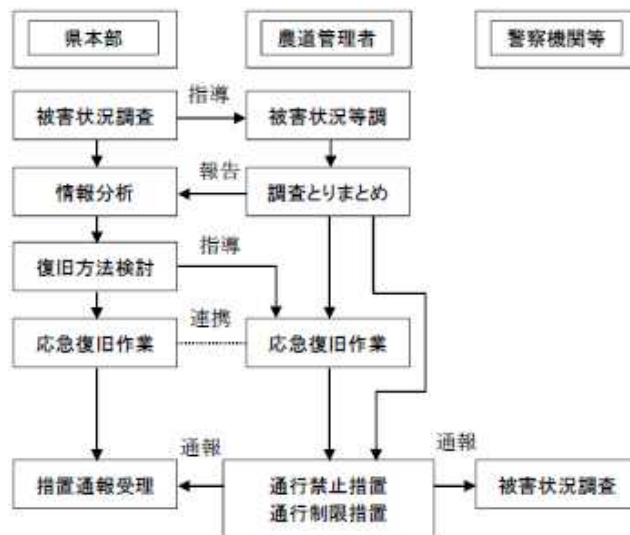 県本部
農道管理者
警察機関等
指導
被害状況調査
被害状況等調
報告
情報分析
調査とりまとめ
指導
復旧方法検討
連携
応急復旧作業
応急復旧作業
通報
通報
措置通報受理
通行禁止措置
通行制限措置
被害状況調査